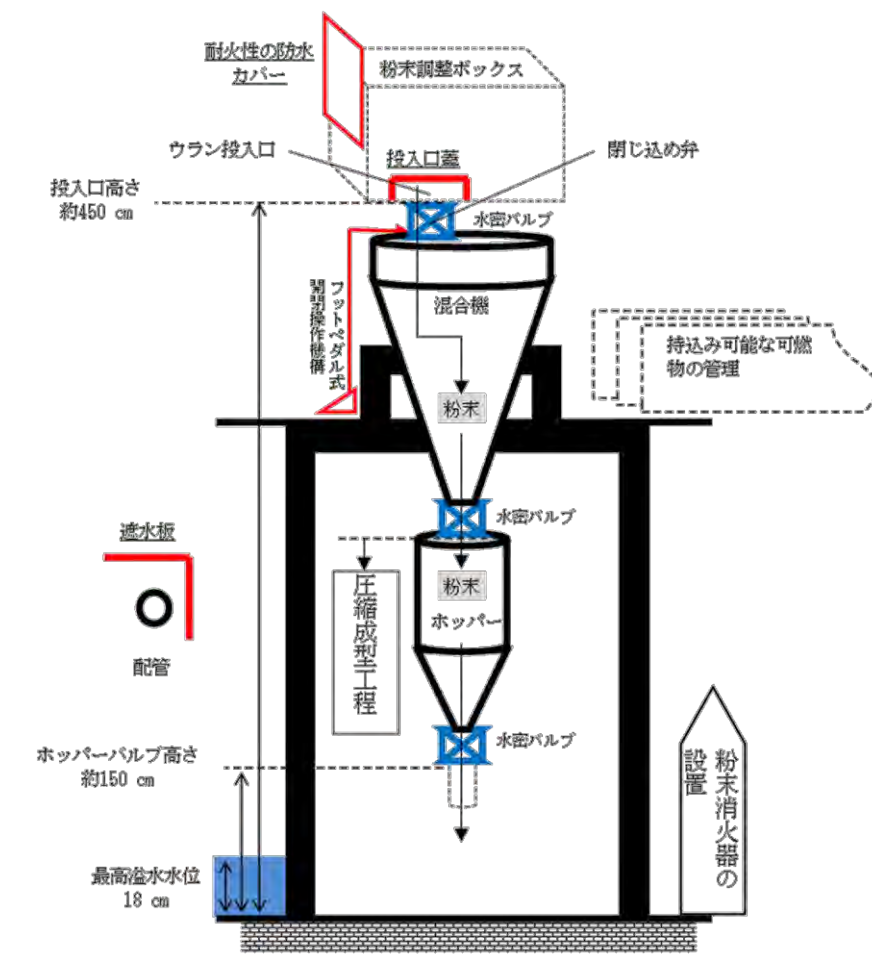 耐火性の防水
カバー
粉末調整ボックス
ウラン投入口
投入口蓋
閉じ込め弁
投入口高さ
約450 cm
水密バルブ
混合機
フットペダル式
開閉操作機構
持込み可能な可燃
物の管理
粉末
水密バルブ
遮水板
粉末
圧縮成型工程
ホッパー
配管
水密バルブ
ホッパーバルブ高さ
約150 cm
粉末消火器の
設置
最高溢水水位
18 cm